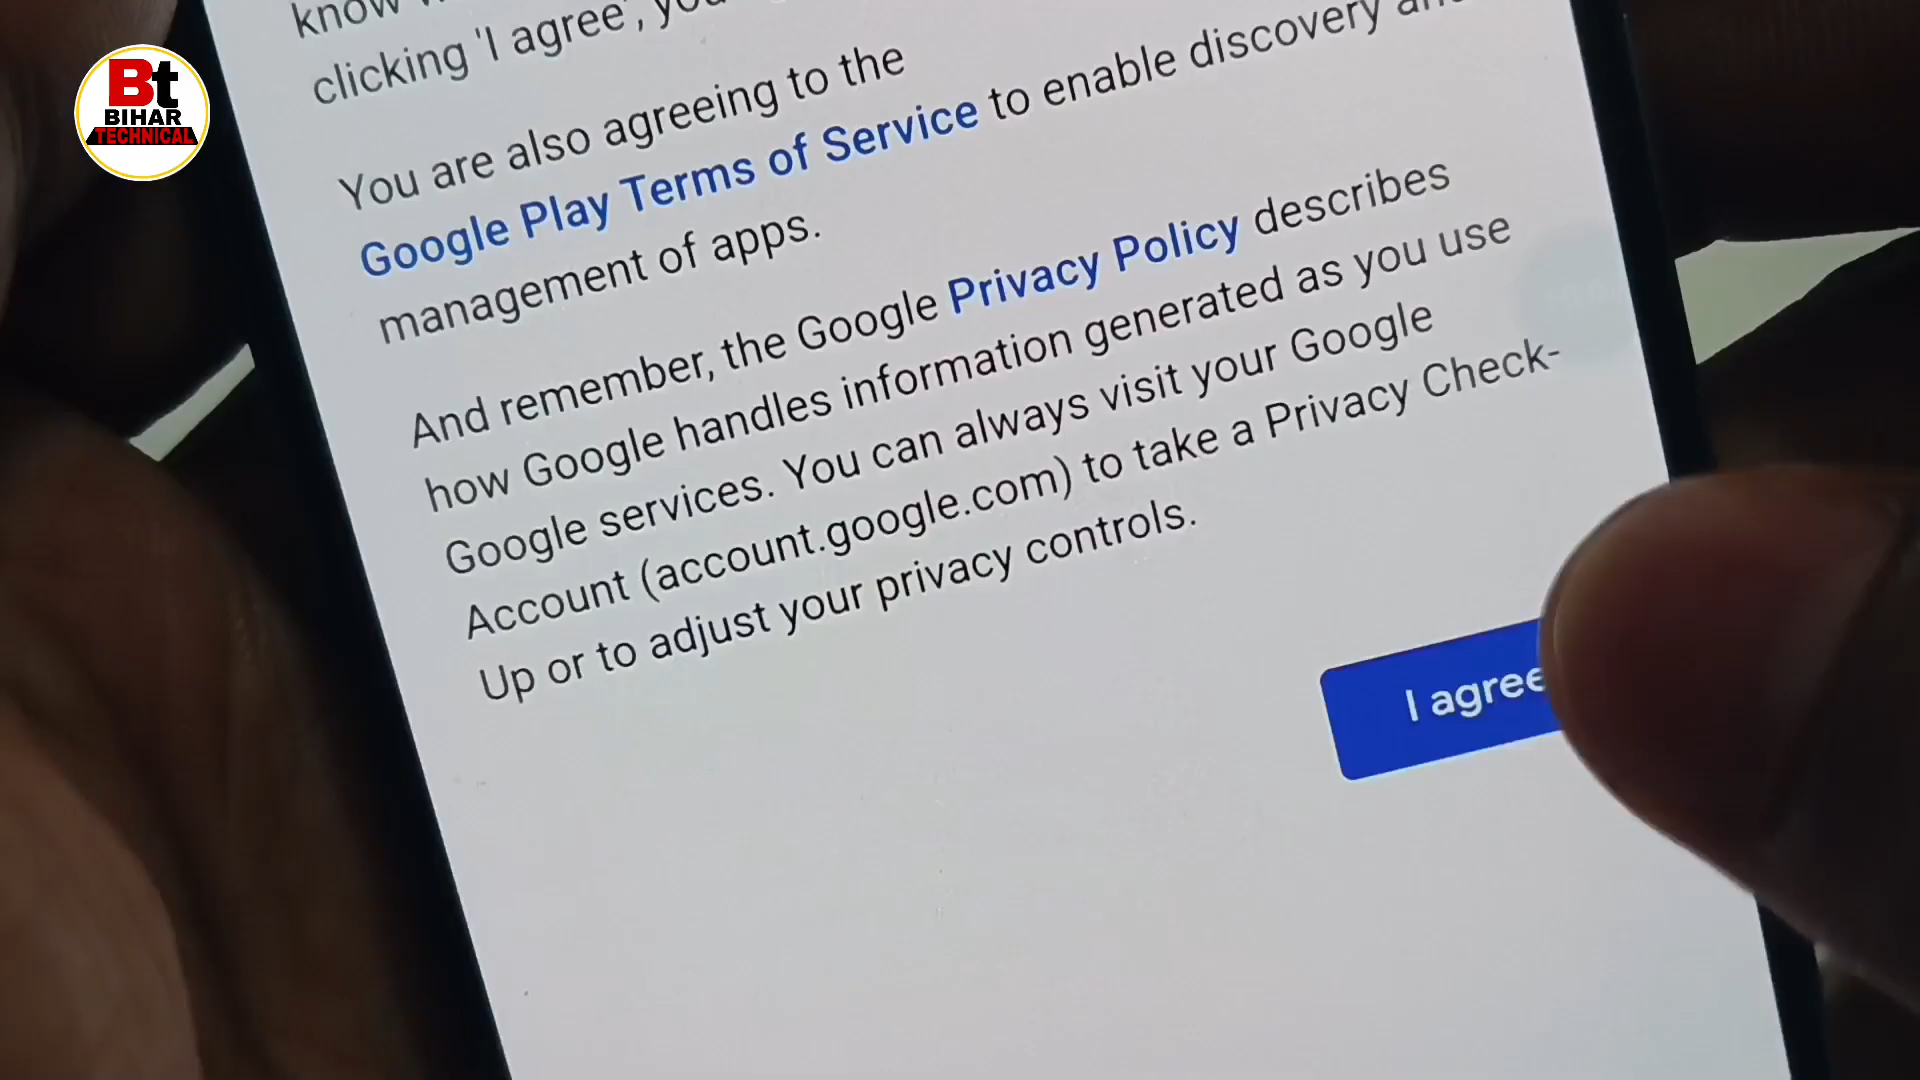 Bt
BIHAR
TECHNICAL
know
clicking 'I agree', you
You are also agreeing to the
Google Play Terms of Service to enable discovery and
management of apps.
And remember, the Google Privacy Policy describes
how Google handles information generated as you use
Google services. You can always visit your Google
Account (account.google.com) to take a Privacy Check-
Up or to adjust your privacy controls.
I agree